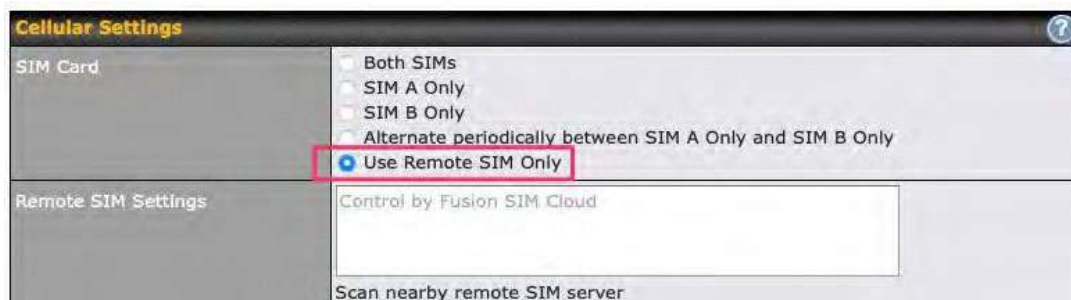 Cellular Settings
?
SIM Card
Both SIMs
SIM A Only
SIM B Only
Alternate periodically between SIM A Only and SIM B Only
Use Remote SIM Only
Remote SIM Settings
Control by Fusion SIM Cloud
Scan nearby remote SIM server